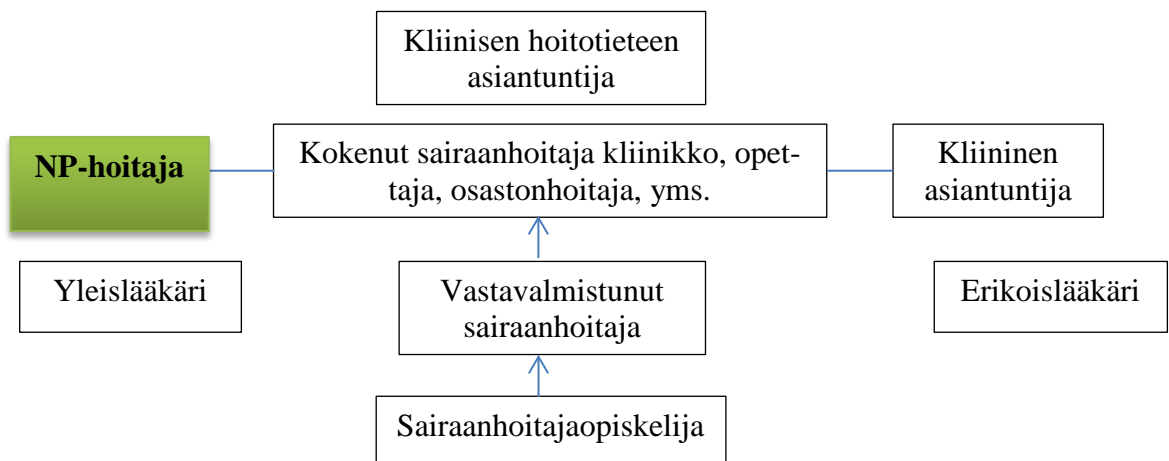 Kliinisen hoitotieteen
asiantuntija
NP-hoitaja
Kokenut sairaanhoitaja kliinikko, opet-
taja, osastonhoitaja, yms.
Kliininen
asiantuntija
Yleislääkäri
Vastavalmistunut
sairaanhoitaja
Erikoislääkäri
Sairaanhoitajaopiskelija